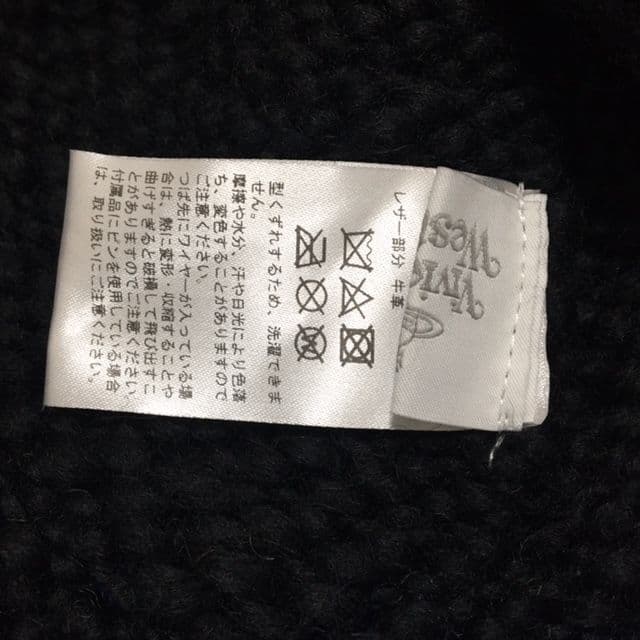 Vivie
Wes
レザー部分 牛革
型くずれするため、洗濯できま
せん。
摩擦や水分、汗や日光により色落
ち、変色することがありますので
ご注意ください。
つば先にワイヤーが入っている場
合は、熱に変形・収縮することや
曲げすぎると破損して飛び出すこ
とがありますのでご注意ください。
付属品にピンを使用している場合
は、取り扱いにご注意ください。